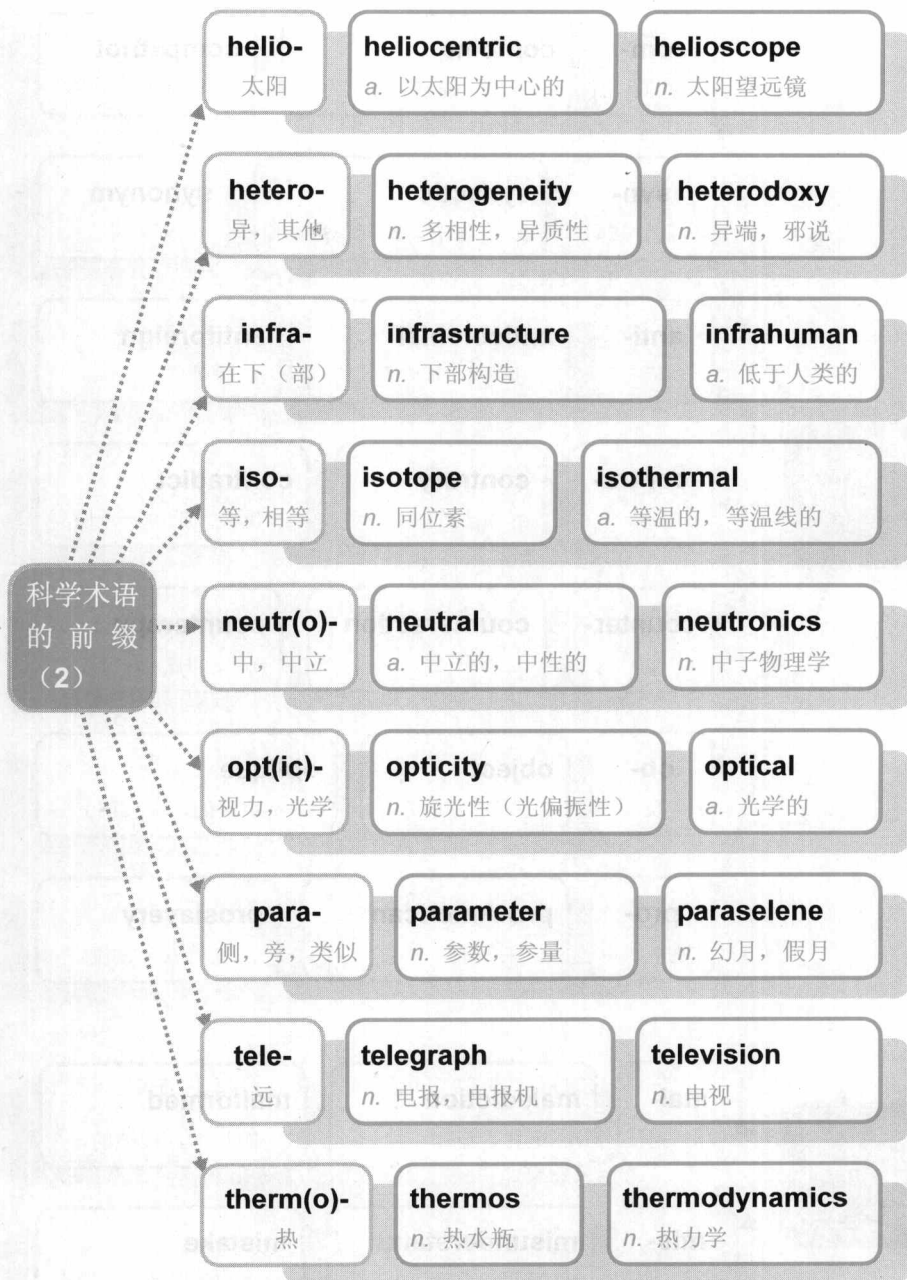 helio-
太阳
heliocentric
a. 以太阳为中心的
helioscope
n. 太阳望远镜
hetero-
异，其他
heterogeneity
n. 多相性，异质性
heterodoxy
n. 异端，邪说
infra-
在下（部）
infrastructure
n. 下部构造
infrahuman
a. 低于人类的
iso-
等，相等
isotope
n. 同位素
isothermal
a. 等温的，等温线的
科学术语
的前缀
（2）
neutr(o)-
中，中立
neutral
a. 中立的，中性的
neutronics
n. 中子物理学
opt(ic)-
视力，光学
opticity
n. 旋光性（光偏振性）
optical
a. 光学的
para-
侧，旁，类似
parameter
n. 参数，参量
paraselene
n. 幻月，假月
tele-
远
telegraph
n. 电报，电报机
television
n. 电视
therm(o)-
热
thermos
n. 热水瓶
thermodynamics
n. 热力学